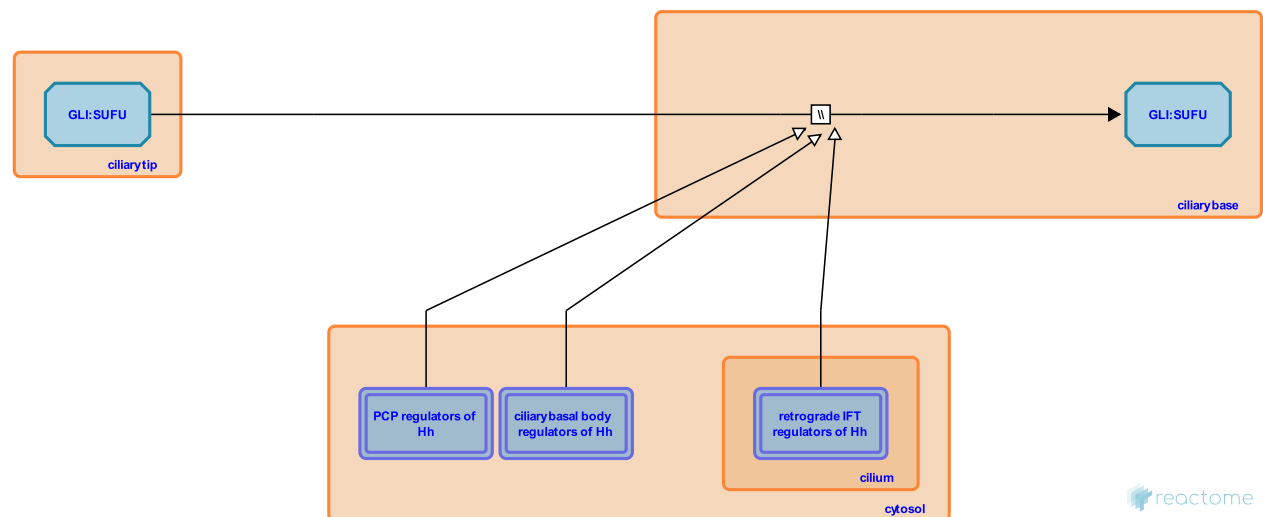 GLI:SUFU
ciliary tip
\\
GLI:SUFU
ciliary base
PCP regulators of
Hh
ciliary basal body
regulators of Hh
retrograde IFT
regulators of Hh
cilium
cytosol
reactome